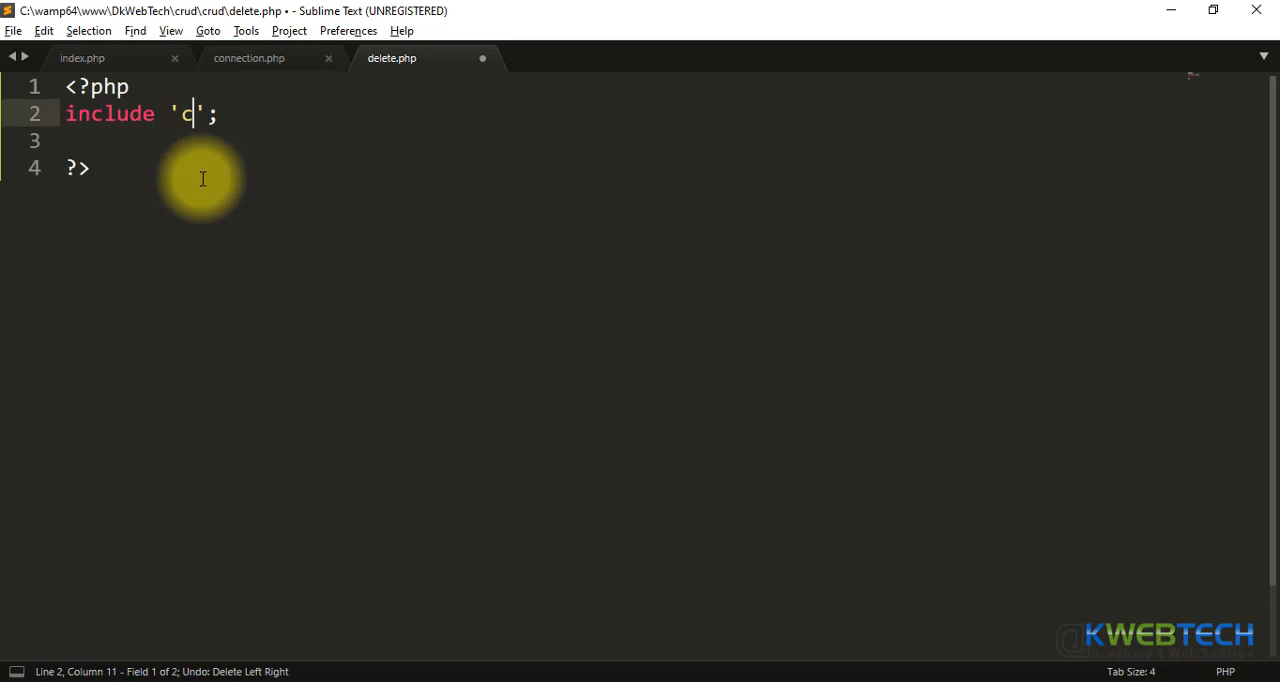 C:\wamp64\www\DkWebTech\crud\crud\delete.php • - Sublime Text (UNREGISTERED)
File Edit Selection Find View Goto Tools Project Preferences Help
index.php connection.php delete.php
1 <?php
2 include 'c';
3
4 ?>
@KWEBTECH
Line 2, Column 11 - Field 1 of 2; Undo: Delete Left Right Tab Size: 4 PHP